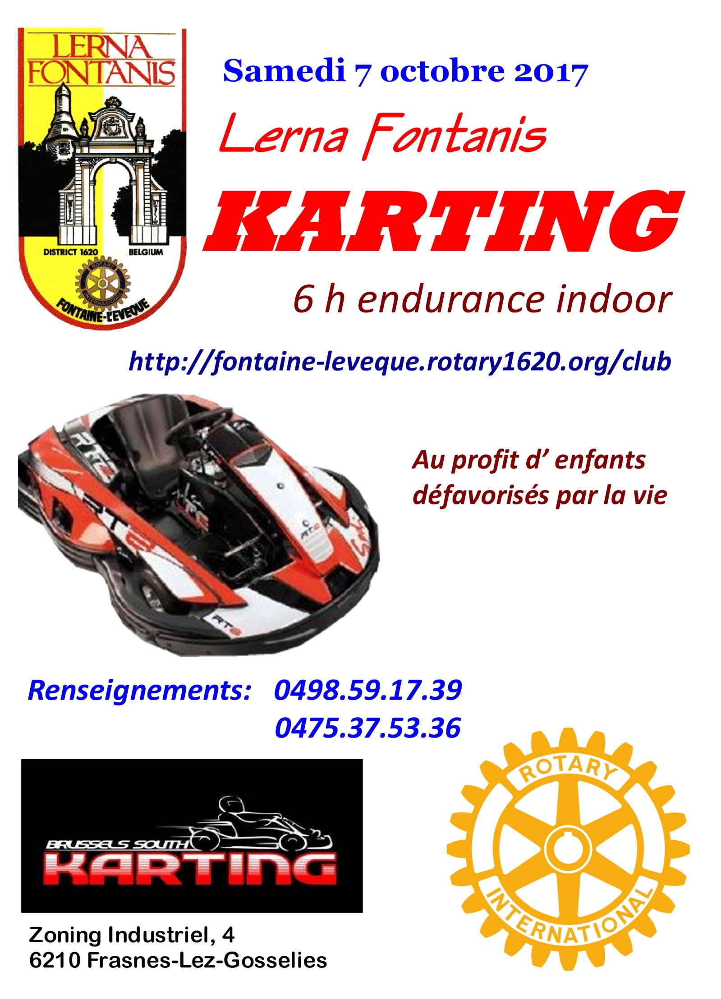 LERNA
FONTANIS
DISTRICT 1620 BELGIUM
ROTARY
INTERNATIONAL
FONTAINE-L'EVEQUE
Samedi 7 octobre 2017
Lerna Fontanis
KARTING
6 h endurance indoor
http://fontaine-leveque.rotary1620.org/club
Au profit d’ enfants
défavorisés par la vie
Renseignements: 0498.59.17.39
0475.37.53.36
BRUSSELS SOUTH
KARTING
Zoning Industriel, 4
6210 Frasnes-Lez-Gosselies
ROTARY
INTERNATIONAL